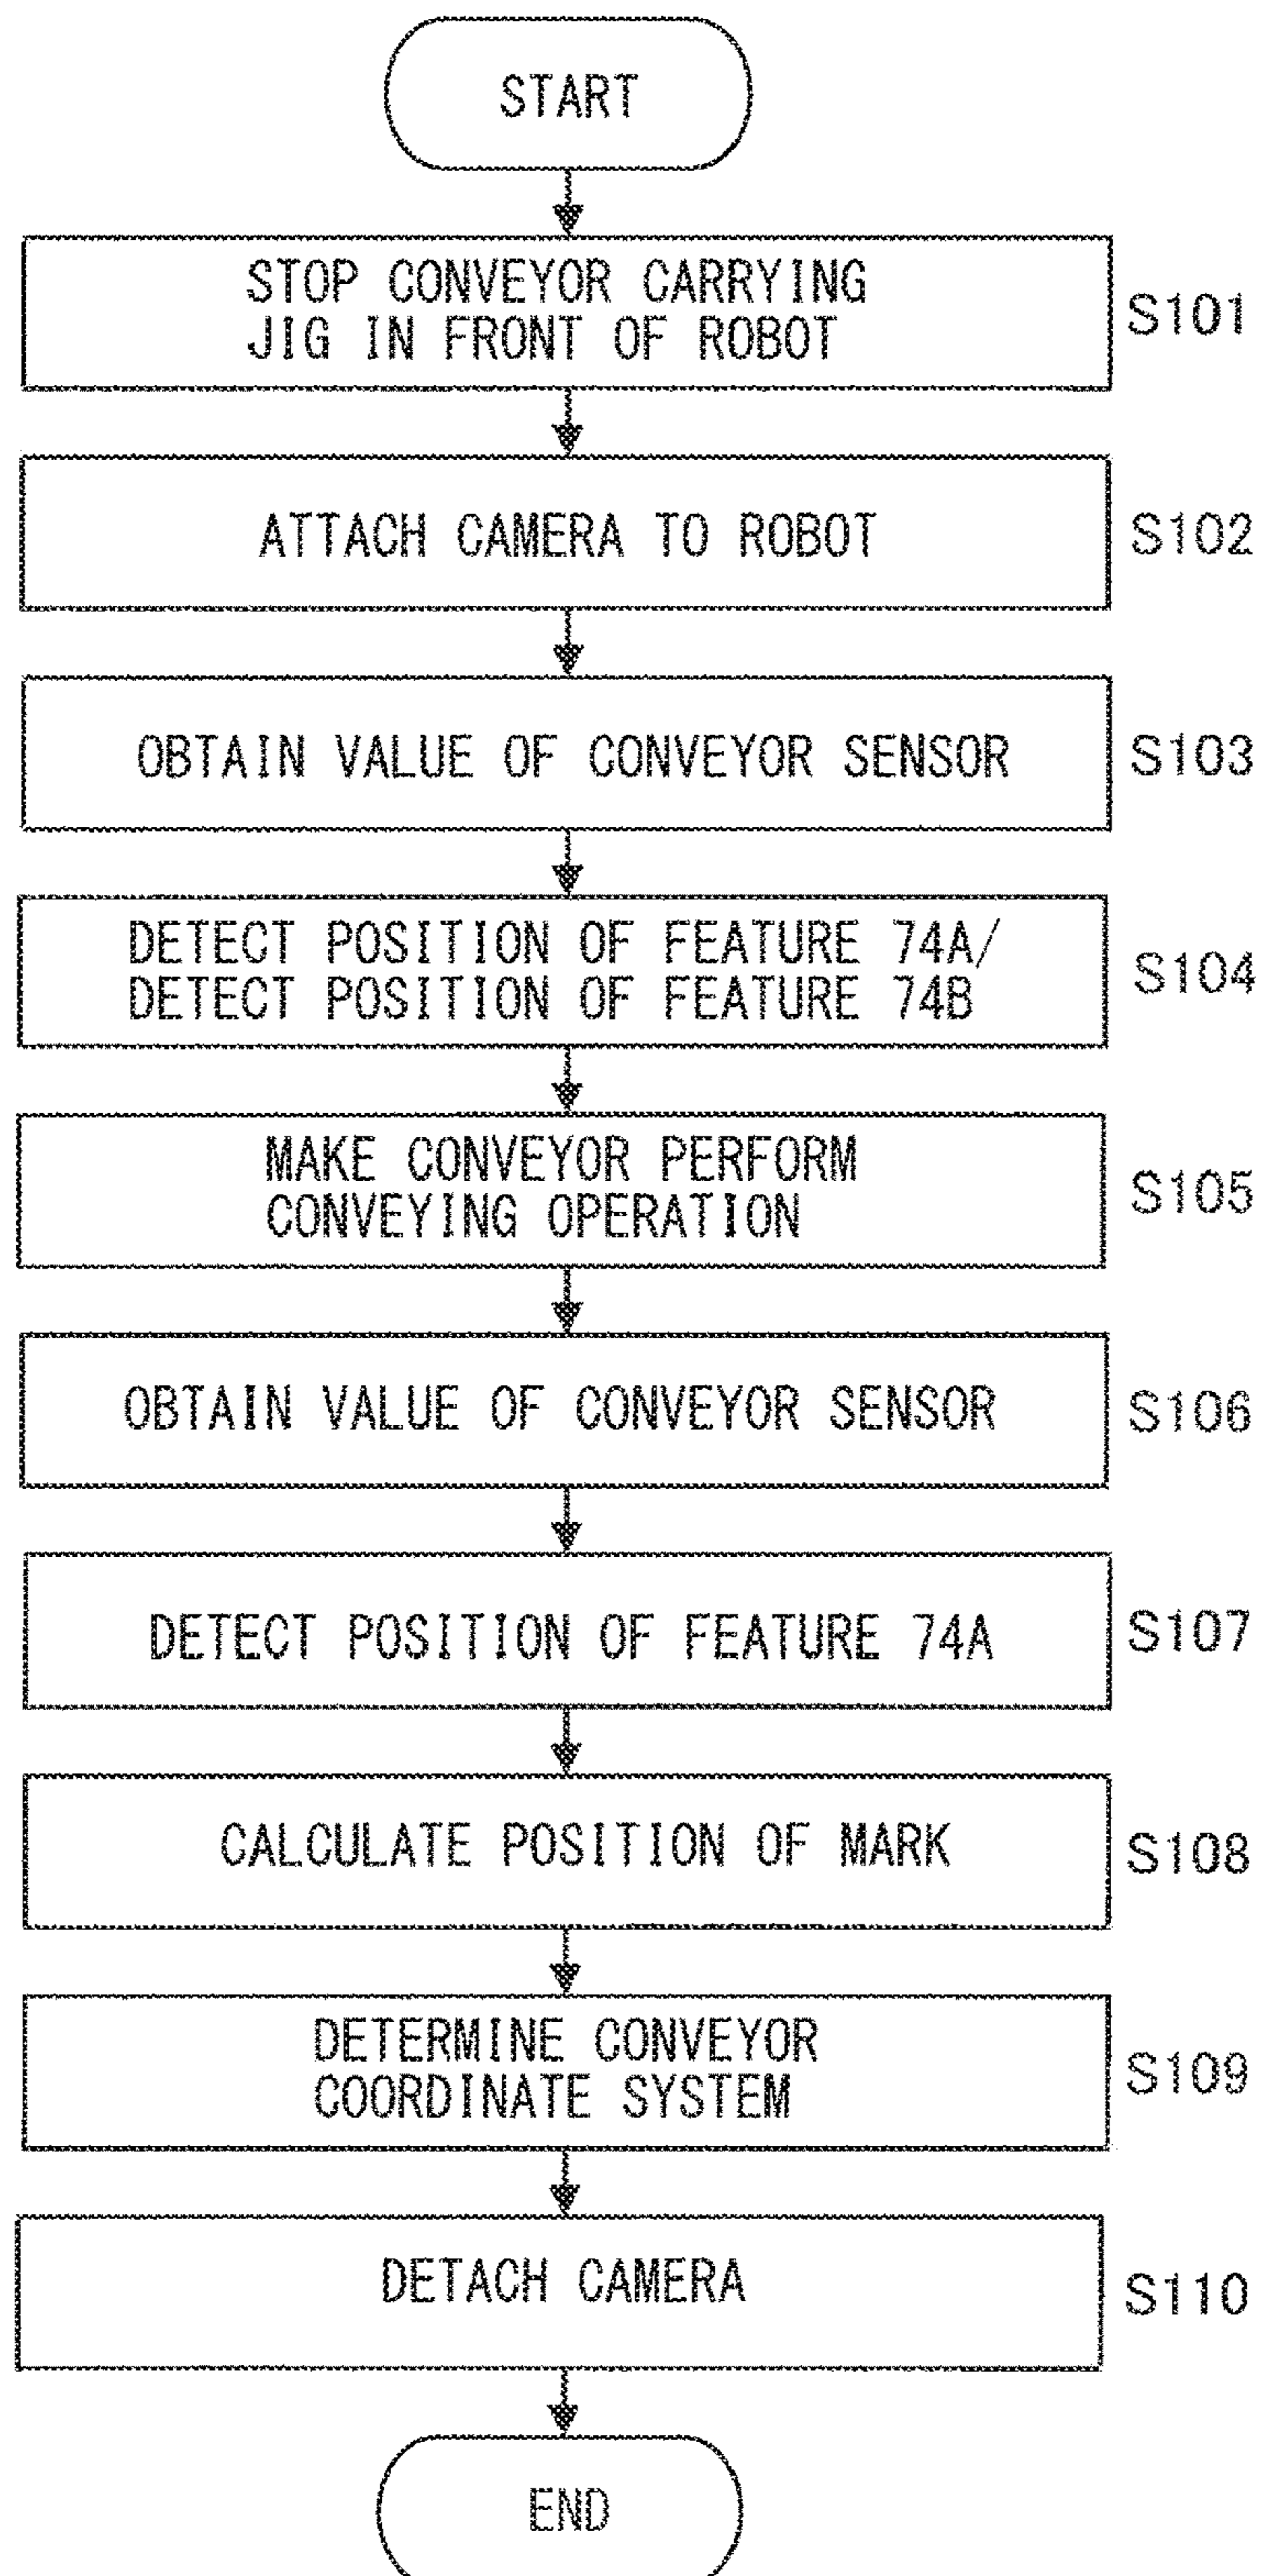 START
STOP CONVEYOR CARRYING
JIG IN FRONT OF ROBOT
S101
ATTACH CAMERA TO ROBOT
S102
OBTAIN VALUE OF CONVEYOR SENSOR
S103
DETECT POSITION OF FEATURE 74A/
DETECT POSITION OF FEATURE 74B
S104
MAKE CONVEYOR PERFORM
CONVEYING OPERATION
S105
OBTAIN VALUE OF CONVEYOR SENSOR
S106
DETECT POSITION OF FEATURE 74A
S107
CALCULATE POSITION OF MARK
S108
DETERMINE CONVEYOR
COORDINATE SYSTEM
S109
DETACH CAMERA
S110
END